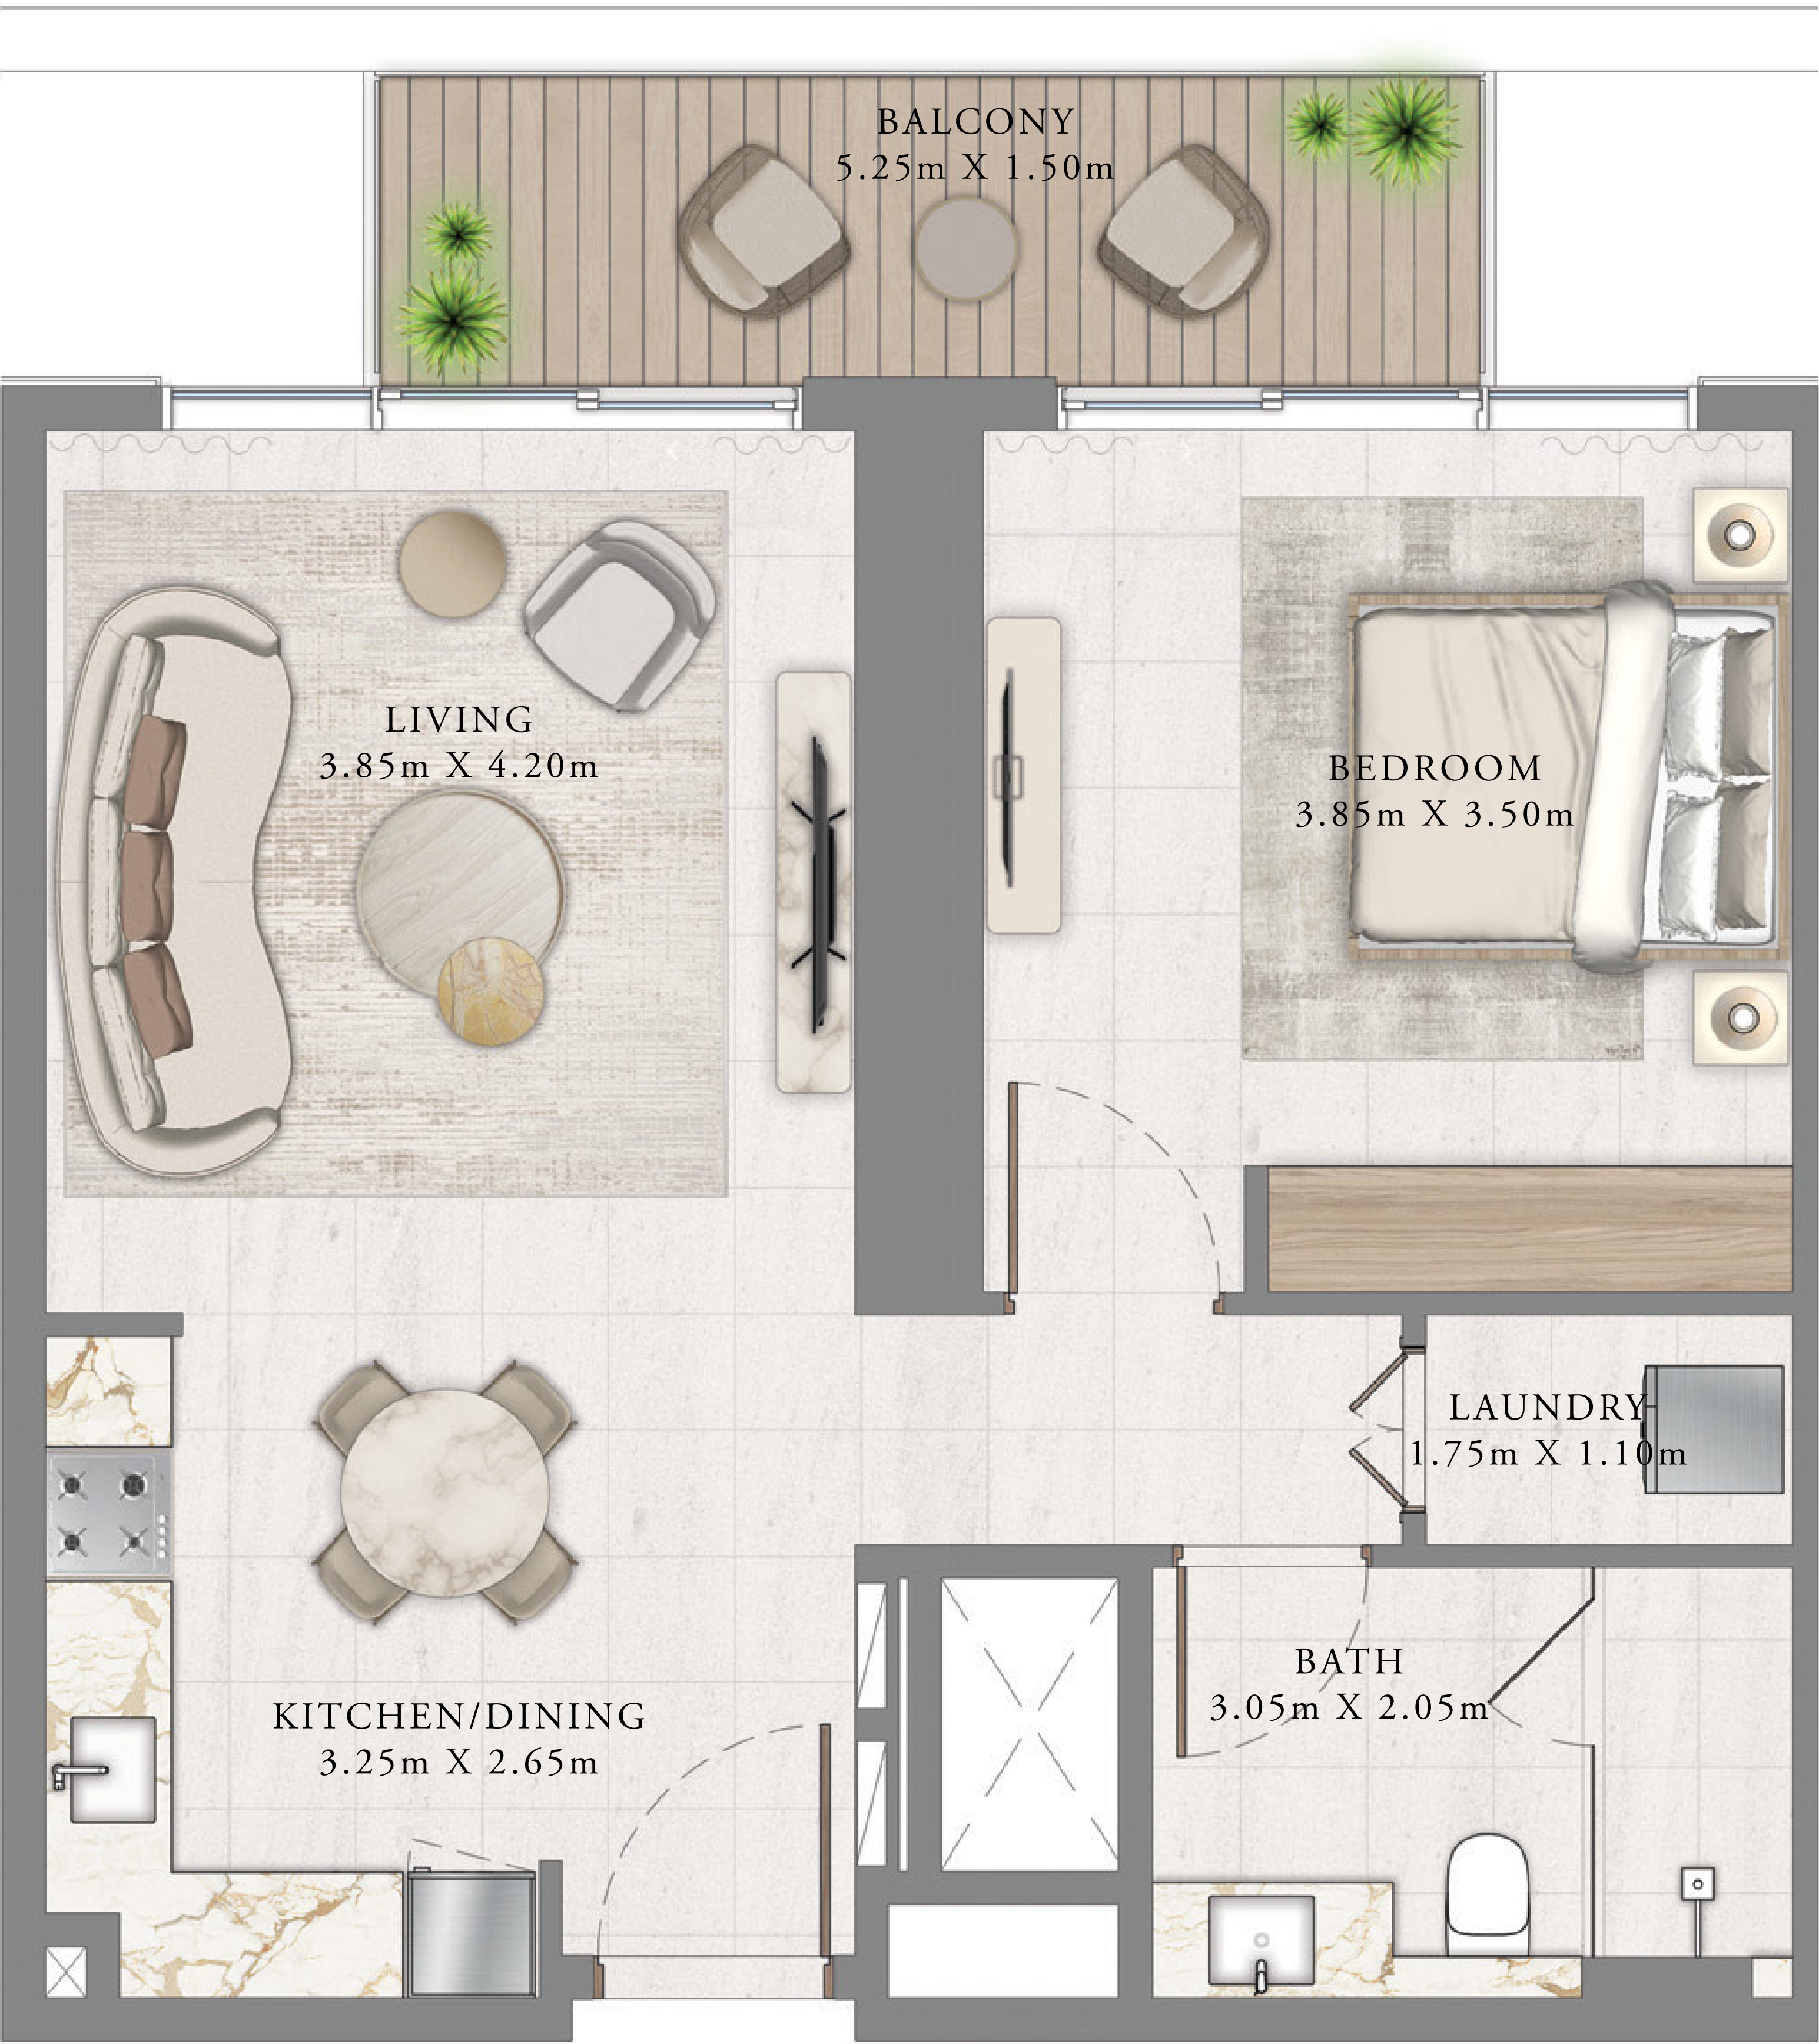 BALCONY
5.25m X 1.50m
LIVING
3.85m X 4.20m
BEDROOM
3.85m X 3.50m
LAUNDRY
1.75m X 1.10m
BATH
3.05m X 2.05m
KITCHEN/DINING
3.25m X 2.65m